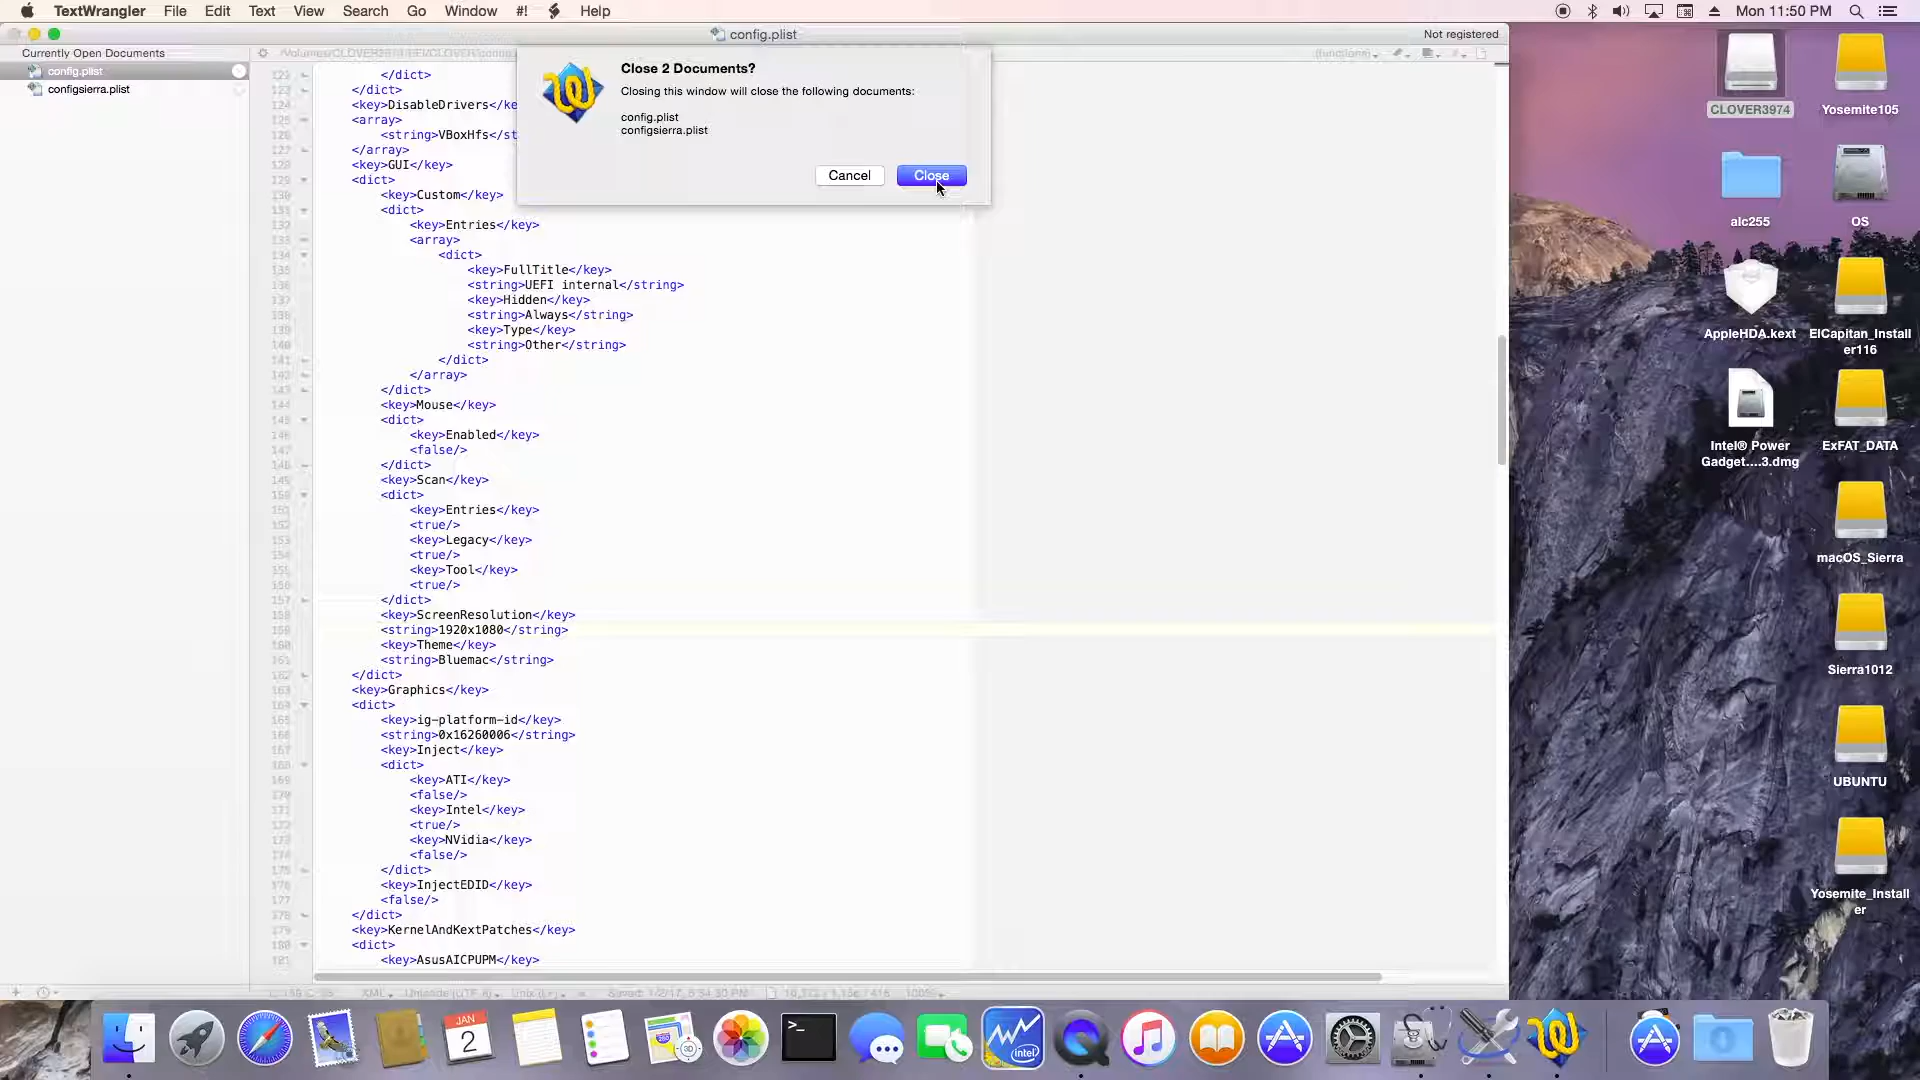 TextWrangler File Edit Text View Search Go Window #! Help
Mon 11:50 PM
config.plist
Not registered
Currently Open Documents
config.plist
configsierra.plist
(functions)
Close 2 Documents?
Closing this window will close the following documents:
config.plist
configsierra.plist
Cancel
Close
</dict>
</dict>
<key>DisableDrivers</ke
<array>
<string>VBoxHfs</st
</array>
<key>GUI</key>
<dict>
<key>Custom</key>
<dict>
<key>Entries</key>
<array>
<dict>
<key>FullTitle</key>
<string>UEFI internal</string>
<key>Hidden</key>
<string>Always</string>
<key>Type</key>
<string>Other</string>
</dict>
</array>
</dict>
<key>Mouse</key>
<dict>
<key>Enabled</key>
<false/>
</dict>
<key>Scan</key>
<dict>
<key>Entries</key>
<true/>
<key>Legacy</key>
<true/>
<key>Tool</key>
<true/>
</dict>
<key>ScreenResolution</key>
<string>1920x1080</string>
<key>Theme</key>
<string>Bluemac</string>
</dict>
<key>Graphics</key>
<dict>
<key>ig-platform-id</key>
<string>0x16260006</string>
<key>Inject</key>
<dict>
<key>ATI</key>
<false/>
<key>Intel</key>
<true/>
<key>NVidia</key>
<false/>
</dict>
<key>InjectEDID</key>
<false/>
</dict>
<key>KernelAndKextPatches</key>
<dict>
<key>AsusAICPUPM</key>
CLOVER3974
Yosemite105
alc255
OS
AppleHDA.kext
ElCapitan_Install
er116
Intel® Power
Gadget....3.dmg
ExFAT_DATA
macOS_Sierra
Sierra1012
UBUNTU
Yosemite_Install
er
JAN
2
intel